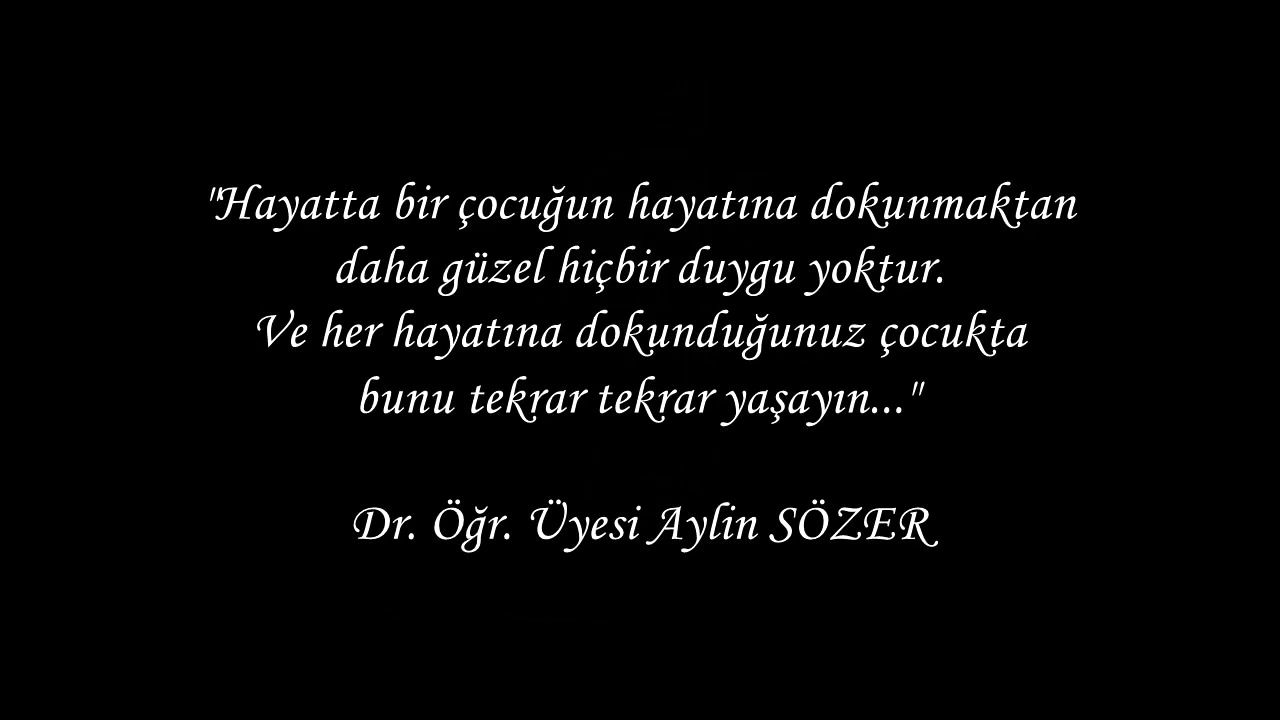 "Hayatta bir çocuğun hayatına dokunmaktan
daha güzel hiçbir duygu yoktur.
Ve her hayatına dokunduğunuz çocukta
bunu tekrar tekrar yaşayın..."
Dr. Öğr. Üyesi Aylin SÖZER